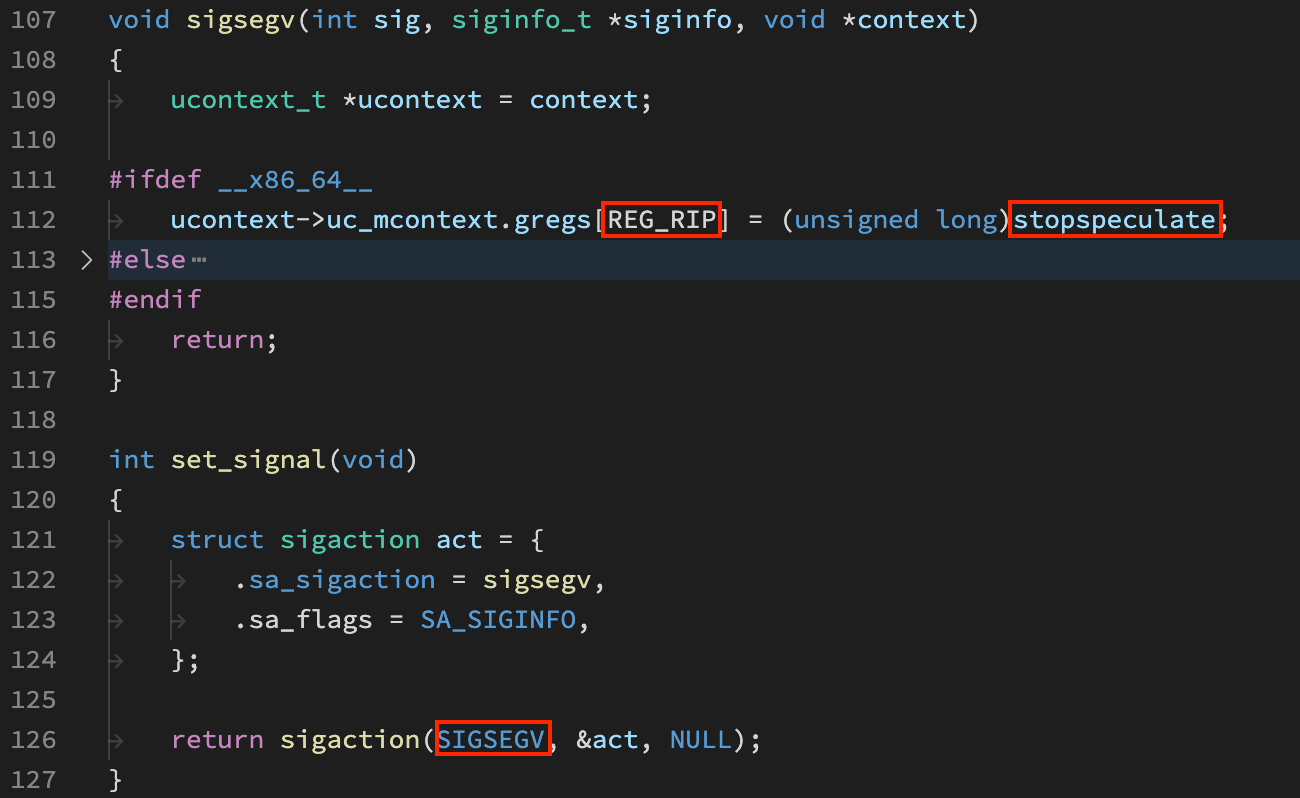 107 void sigsegv(int sig, siginfo_t *siginfo, void *context)
108 {
109 ucontext_t *ucontext = context;
110
111 #ifdef __x86_64__
112 ucontext->uc_mcontext.gregs[REG_RIP] = (unsigned long)stopspeculate;
113 #else⋯
115 #endif
116 return;
117 }
118
119 int set_signal(void)
120 {
121 struct sigaction act = {
122 .sa_sigaction = sigsegv,
123 .sa_flags = SA_SIGINFO,
124 };
125
126 return sigaction(SIGSEGV, &act, NULL);
127 }